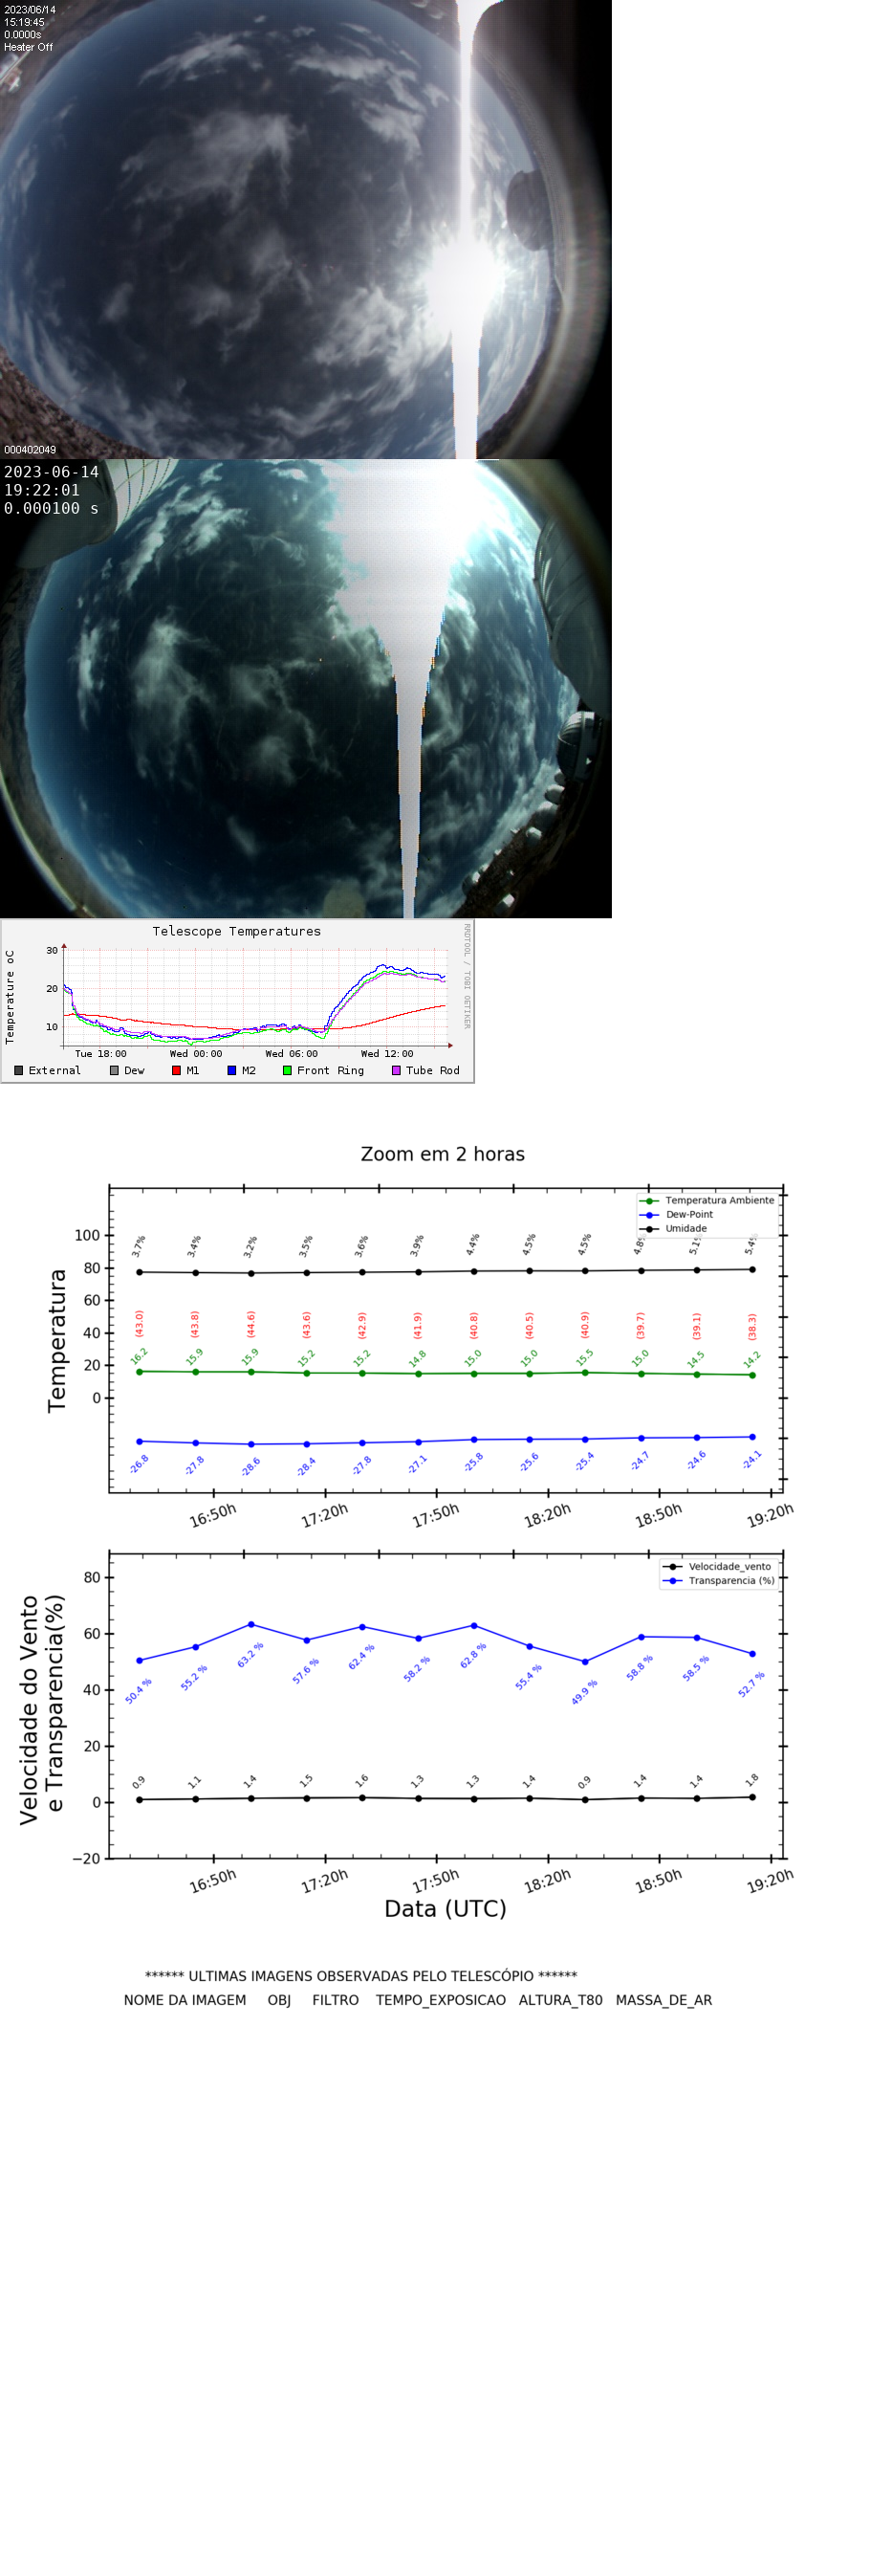 2023/06/14
15:19:45
0.0000s
Heater Off
000402049
2023-06-14
19:22:01
0.000100 s
Telescope Temperatures
RRDTOOL / TOBI OETIKER
Temperature oC
30
20
10
Tue 18:00 Wed 00:00 Wed 06:00 Wed 12:00
External Dew M1 M2 Front Ring Tube Rod
Zoom em 2 horas
Temperatura Ambiente
Dew-Point
Umidade
Temperatura
100
80
60
40
20
0
3.7% 3.4% 3.2% 3.5% 3.6% 3.9% 4.4% 4.5% 4.5% 4.8% 5.1% 5.4%
(43.0) (43.8) (44.6) (43.6) (42.9) (41.9) (40.8) (40.5) (40.9) (39.7) (39.1) (38.3)
16.2 15.9 15.9 15.2 15.2 14.8 15.0 15.0 15.5 15.0 14.5 14.2
-26.8 -27.8 -28.6 -28.4 -27.8 -27.1 -25.8 -25.6 -25.4 -24.7 -24.6 -24.1
16:50h 17:20h 17:50h 18:20h 18:50h 19:20h
Velocidade_vento
Transparencia (%)
Velocidade do Vento
e Transparencia(%)
80
60
40
20
0
−20
50.4 % 55.2 % 63.2 % 57.6 % 62.4 % 58.2 % 62.8 % 55.4 % 49.9 % 58.8 % 58.5 % 52.7 %
0.9 1.1 1.4 1.5 1.6 1.3 1.3 1.4 0.9 1.4 1.4 1.8
16:50h 17:20h 17:50h 18:20h 18:50h 19:20h
Data (UTC)
****** ULTIMAS IMAGENS OBSERVADAS PELO TELESCÓPIO ******
NOME DA IMAGEM OBJ FILTRO TEMPO_EXPOSICAO ALTURA_T80 MASSA_DE_AR